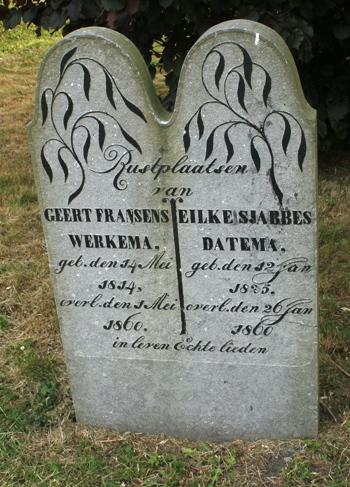 Rustplaatsen
van
GEERT FRANSENS
WERKEMA.
geb. den 14 Mei
1814.
overl. den 1 Mei
1860.
EILKE SJABBES
DATEMA.
geb. den 12 Jan
1825.
overl. den 26 Jan
1860
in leven Echte lieden